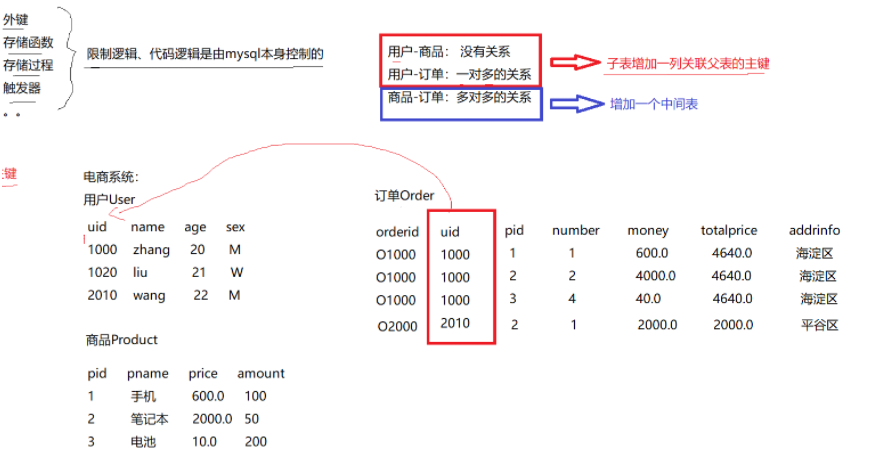 外键
存储函数
存储过程
触发器
。。
限制逻辑、代码逻辑是由mysql本身控制的
用户-商品： 没有关系
用户-订单：一对多的关系
商品-订单：多对多的关系
子表增加一列关联父表的主键
增加一个中间表
键
电商系统：
用户User
uid name age sex
1000 zhang 20 M
1020 liu 21 W
2010 wang 22 M
订单Order
orderid uid pid number money totalprice addrinfo
O1000 1000 1 1 600.0 4640.0 海淀区
O1000 1000 2 2 4000.0 4640.0 海淀区
O1000 1000 3 4 40.0 4640.0 海淀区
O2000 2010 2 1 2000.0 2000.0 平谷区
商品Product
pid pname price amount
1 手机 600.0 100
2 笔记本 2000.0 50
3 电池 10.0 200